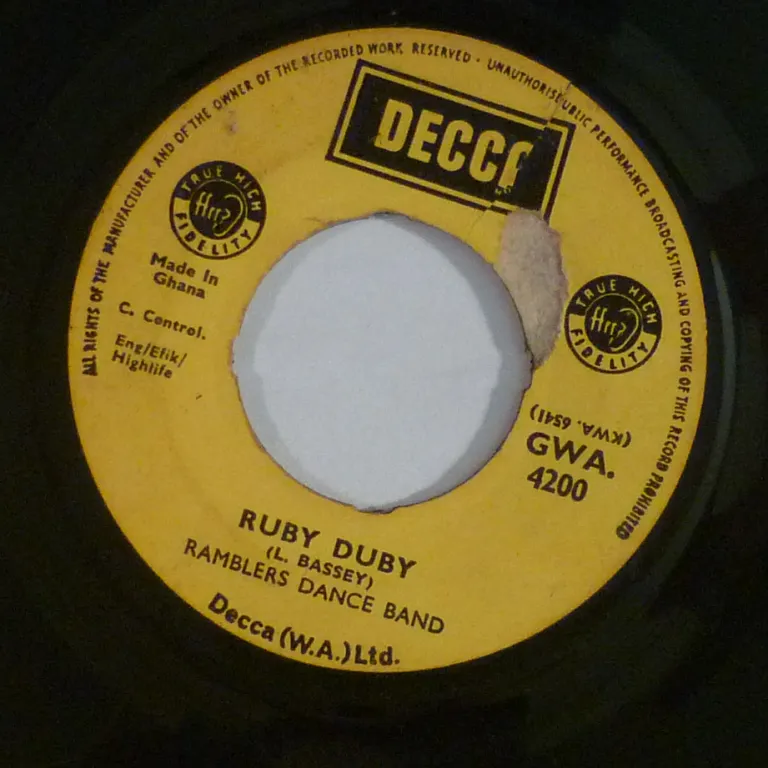 ALL RIGHTS OF THE MANUFACTURER AND OF THE OWNER OF THE RECORDED WORK RESERVED · UNAUTHORISE UBLIC PERFORMANCE BROADCASTING AND COPYING OF THIS RECORD PROHIBITED
DECCA
TRUE HIGH
ffrr
FIDELITY
Made In
Ghana
C. Control.
Eng/Efik/
Highlife
TRUE HIGH
ffrr
FIDELITY
(KWA. 6541)
GWA.
4200
RUBY DUBY
(L. BASSEY)
RAMBLERS DANCE BAND
Decca (W.A.) Ltd.